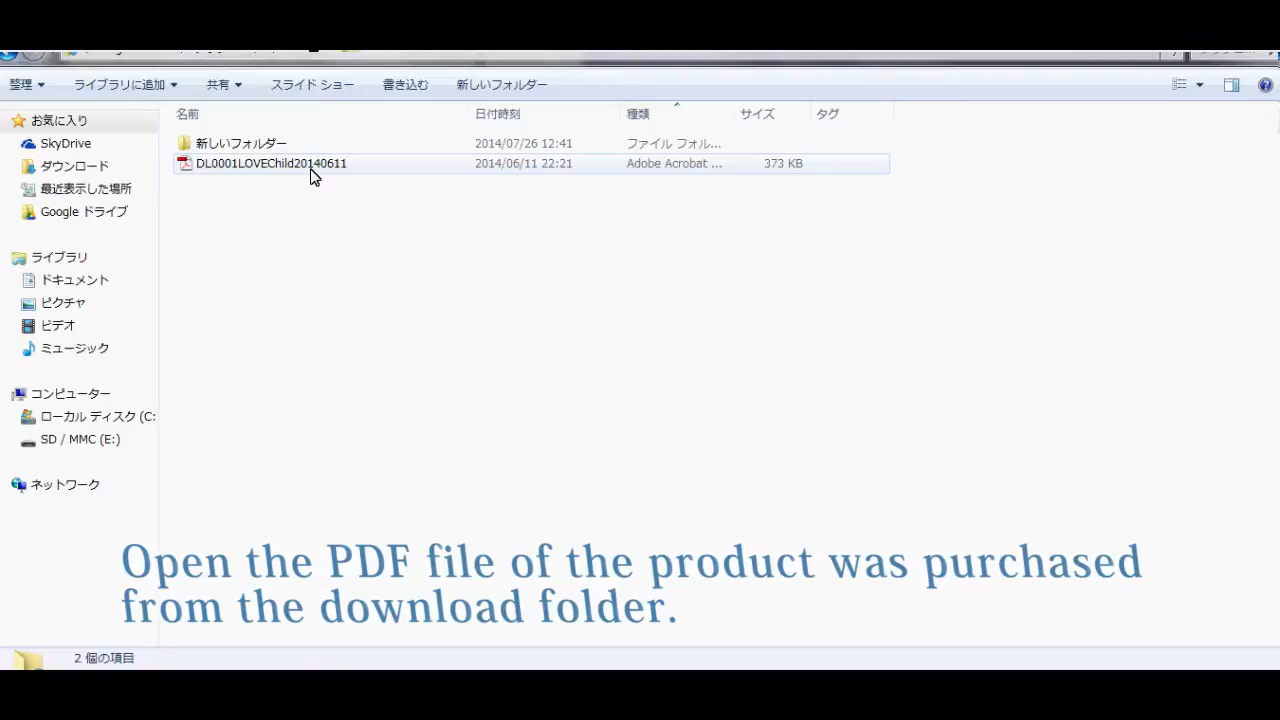 整理 ライブラリに追加 共有 スライド ショー 書き込む 新しいフォルダー
名前 日付時刻 種類 サイズ タグ
お気に入り
SkyDrive
ダウンロード
最近表示した場所
Google ドライブ
ライブラリ
ドキュメント
ピクチャ
ビデオ
ミュージック
コンピューター
ローカル ディスク (C:
SD / MMC (E:)
ネットワーク
新しいフォルダー 2014/07/26 12:41 ファイル フォル...
DL0001LOVEChild20140611 2014/06/11 22:21 Adobe Acrobat ... 373 KB
Open the PDF file of the product was purchased
from the download folder.
2 個の項目